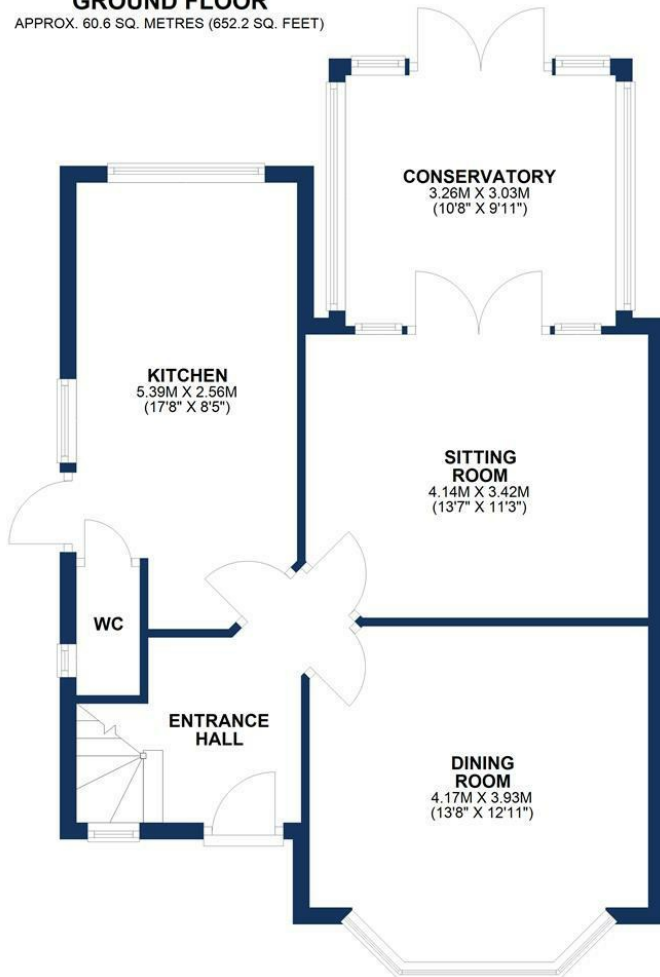 GROUND FLOOR
APPROX. 60.6 SQ. METRES (652.2 SQ. FEET)
CONSERVATORY
3.26M X 3.03M
(10'8" X 9'11")
KITCHEN
5.39M X 2.56M
(17'8" X 8'5")
SITTING
ROOM
4.14M X 3.42M
(13'7" X 11'3")
WC
ENTRANCE
HALL
DINING
ROOM
4.17M X 3.93M
(13'8" X 12'11")